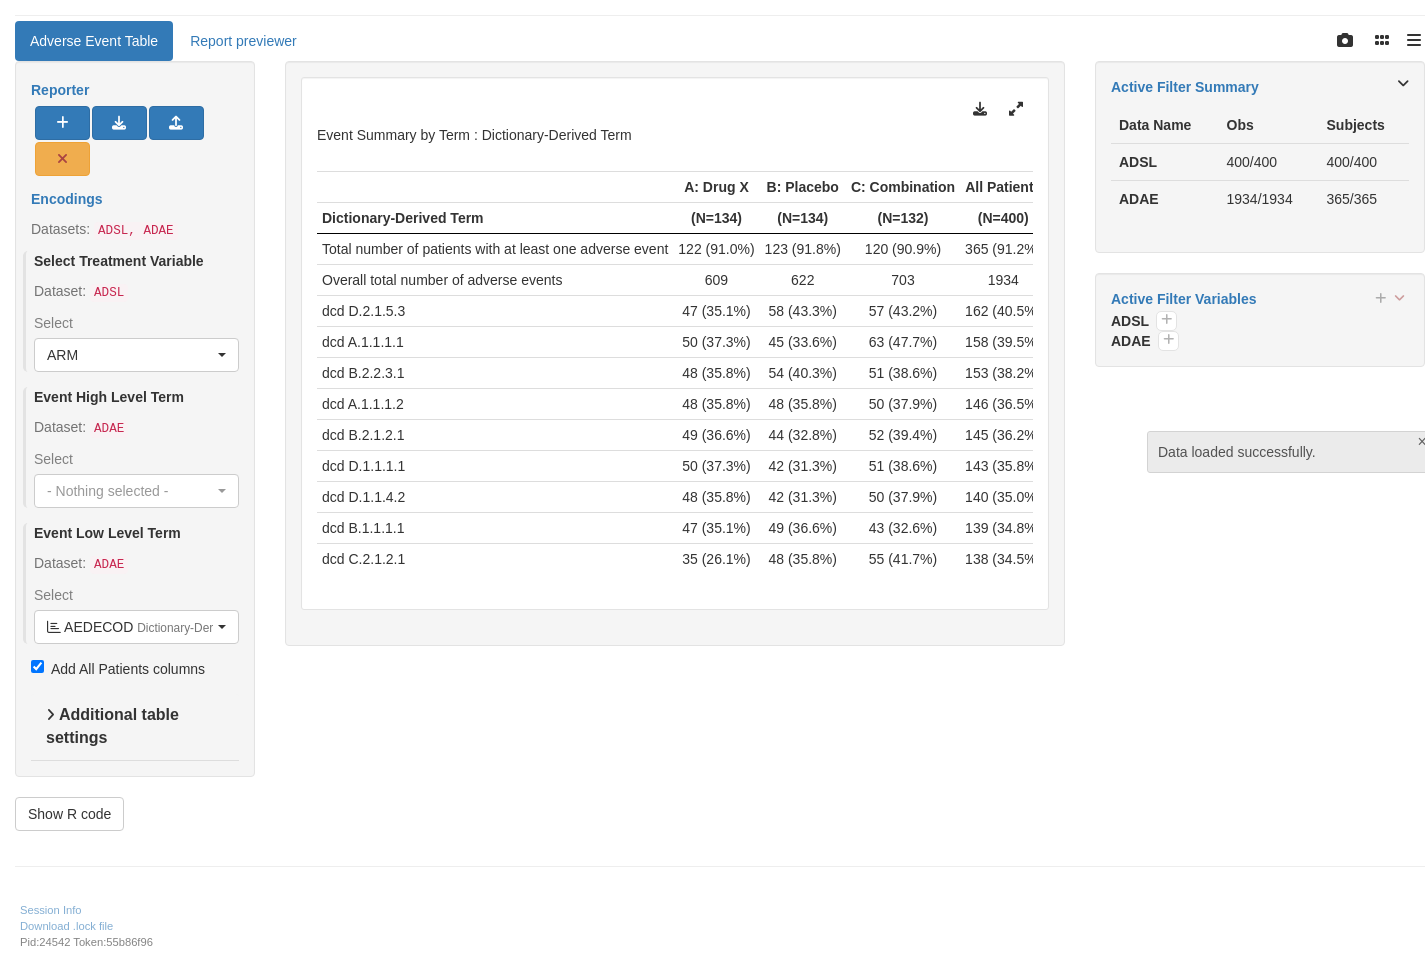 Adverse Event Table
Report previewer
Reporter
Encodings
Datasets: ADSL, ADAE
Select Treatment Variable
Dataset: ADSL
Select
ARM
Event High Level Term
Dataset: ADAE
Select
- Nothing selected -
Event Low Level Term
Dataset: ADAE
Select
AEDECOD Dictionary-Der
Add All Patients columns
Additional table
settings
Show R code
Event Summary by Term : Dictionary-Derived Term
A: Drug X B: Placebo C: Combination All Patient
Dictionary-Derived Term (N=134) (N=134) (N=132) (N=400)
Total number of patients with at least one adverse event 122 (91.0%) 123 (91.8%) 120 (90.9%) 365 (91.2%
Overall total number of adverse events 609 622 703 1934
dcd D.2.1.5.3 47 (35.1%) 58 (43.3%) 57 (43.2%) 162 (40.5%
dcd A.1.1.1.1 50 (37.3%) 45 (33.6%) 63 (47.7%) 158 (39.5%
dcd B.2.2.3.1 48 (35.8%) 54 (40.3%) 51 (38.6%) 153 (38.2%
dcd A.1.1.1.2 48 (35.8%) 48 (35.8%) 50 (37.9%) 146 (36.5%
dcd B.2.1.2.1 49 (36.6%) 44 (32.8%) 52 (39.4%) 145 (36.2%
dcd D.1.1.1.1 50 (37.3%) 42 (31.3%) 51 (38.6%) 143 (35.8%
dcd D.1.1.4.2 48 (35.8%) 42 (31.3%) 50 (37.9%) 140 (35.0%
dcd B.1.1.1.1 47 (35.1%) 49 (36.6%) 43 (32.6%) 139 (34.8%
dcd C.2.1.2.1 35 (26.1%) 48 (35.8%) 55 (41.7%) 138 (34.5%
Active Filter Summary
Data Name Obs Subjects
ADSL 400/400 400/400
ADAE 1934/1934 365/365
Active Filter Variables
ADSL
ADAE
Data loaded successfully.
Session Info
Download .lock file
Pid:24542 Token:55b86f96